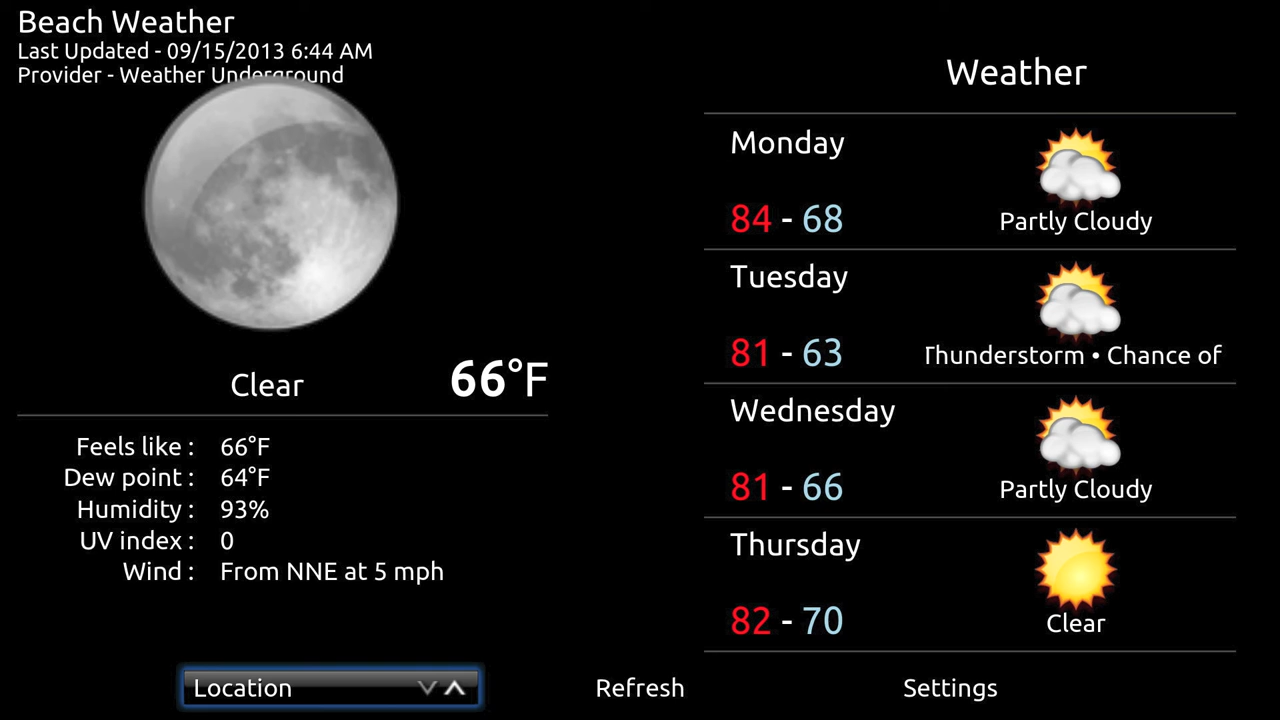 Beach Weather
Last Updated - 09/15/2013 6:44 AM
Provider - Weather Underground
Clear
66°F
Feels like : 66°F
Dew point : 64°F
Humidity : 93%
UV index : 0
Wind : From NNE at 5 mph
Weather
Monday
84 - 68
Partly Cloudy
Tuesday
81 - 63
Thunderstorm • Chance of
Wednesday
81 - 66
Partly Cloudy
Thursday
82 - 70
Clear
Location
Refresh
Settings